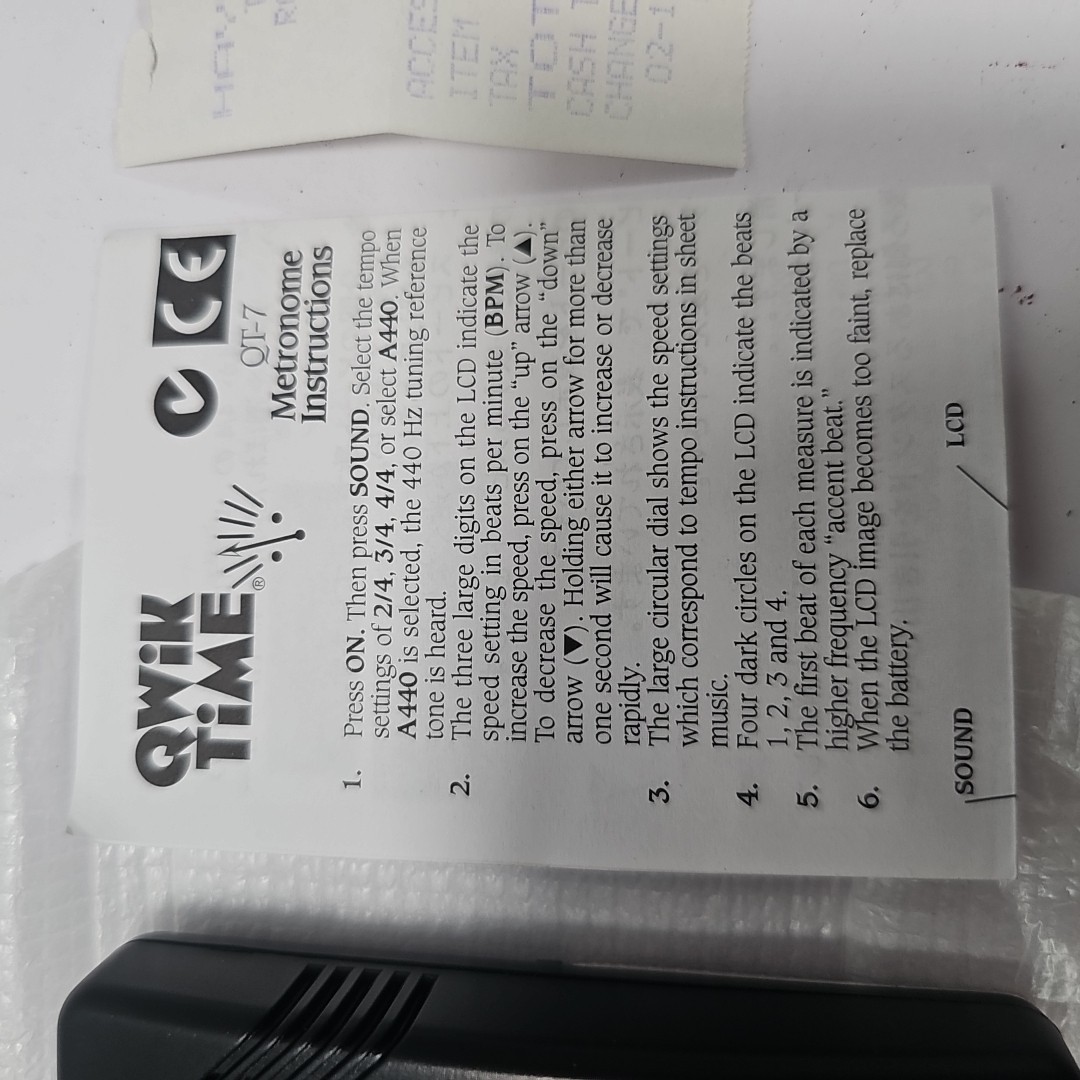 QWiK
TiME®
CE
QT-7
Metronome
Instructions
1. Press ON. Then press SOUND. Select the tempo
settings of 2/4, 3/4, 4/4, or select A440. When
A440 is selected, the 440 Hz tuning reference
tone is heard.
2. The three large digits on the LCD indicate the
speed setting in beats per minute (BPM). To
increase the speed, press on the “up” arrow (▲).
To decrease the speed, press on the “down”
arrow (▼). Holding either arrow for more than
one second will cause it to increase or decrease
rapidly.
3. The large circular dial shows the speed settings
which correspond to tempo instructions in sheet
music.
4. Four dark circles on the LCD indicate the beats
1, 2, 3 and 4.
5. The first beat of each measure is indicated by a
higher frequency “accent beat.”
6. When the LCD image becomes too faint, replace
the battery.
SOUND LCD
ITEM
TAX
CASH
CHANGE
02-1